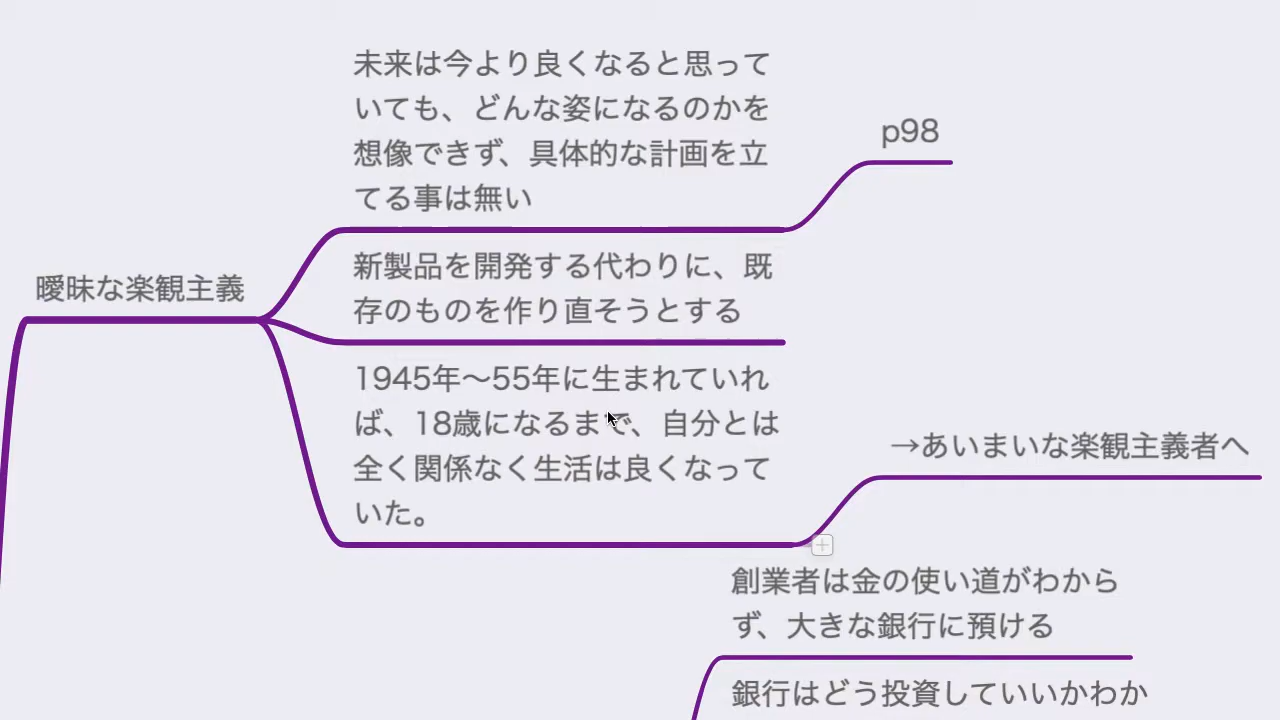 未来は今より良くなると思って
いても、どんな姿になるのかを
想像できず、具体的な計画を立
てる事は無い
p98
曖昧な楽観主義
新製品を開発する代わりに、既
存のものを作り直そうとする
1945年〜55年に生まれていれ
ば、18歳になるまで、自分とは
全く関係なく生活は良くなって
いた。
→あいまいな楽観主義者へ
創業者は金の使い道がわから
ず、大きな銀行に預ける
銀行はどう投資していいかわか